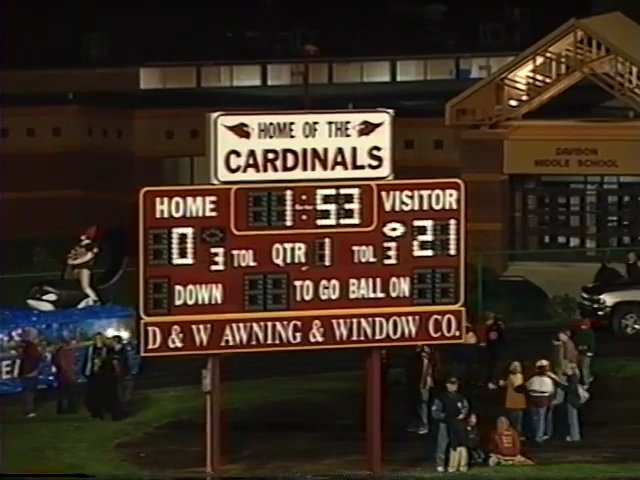 HOME OF THE
CARDINALS
HOME 1:53 VISITOR
0 3 TOL QTR 1 TOL 3 21
DOWN TO GO BALL ON
D & W AWNING & WINDOW CO.
DAVISON
MIDDLE SCHOOL